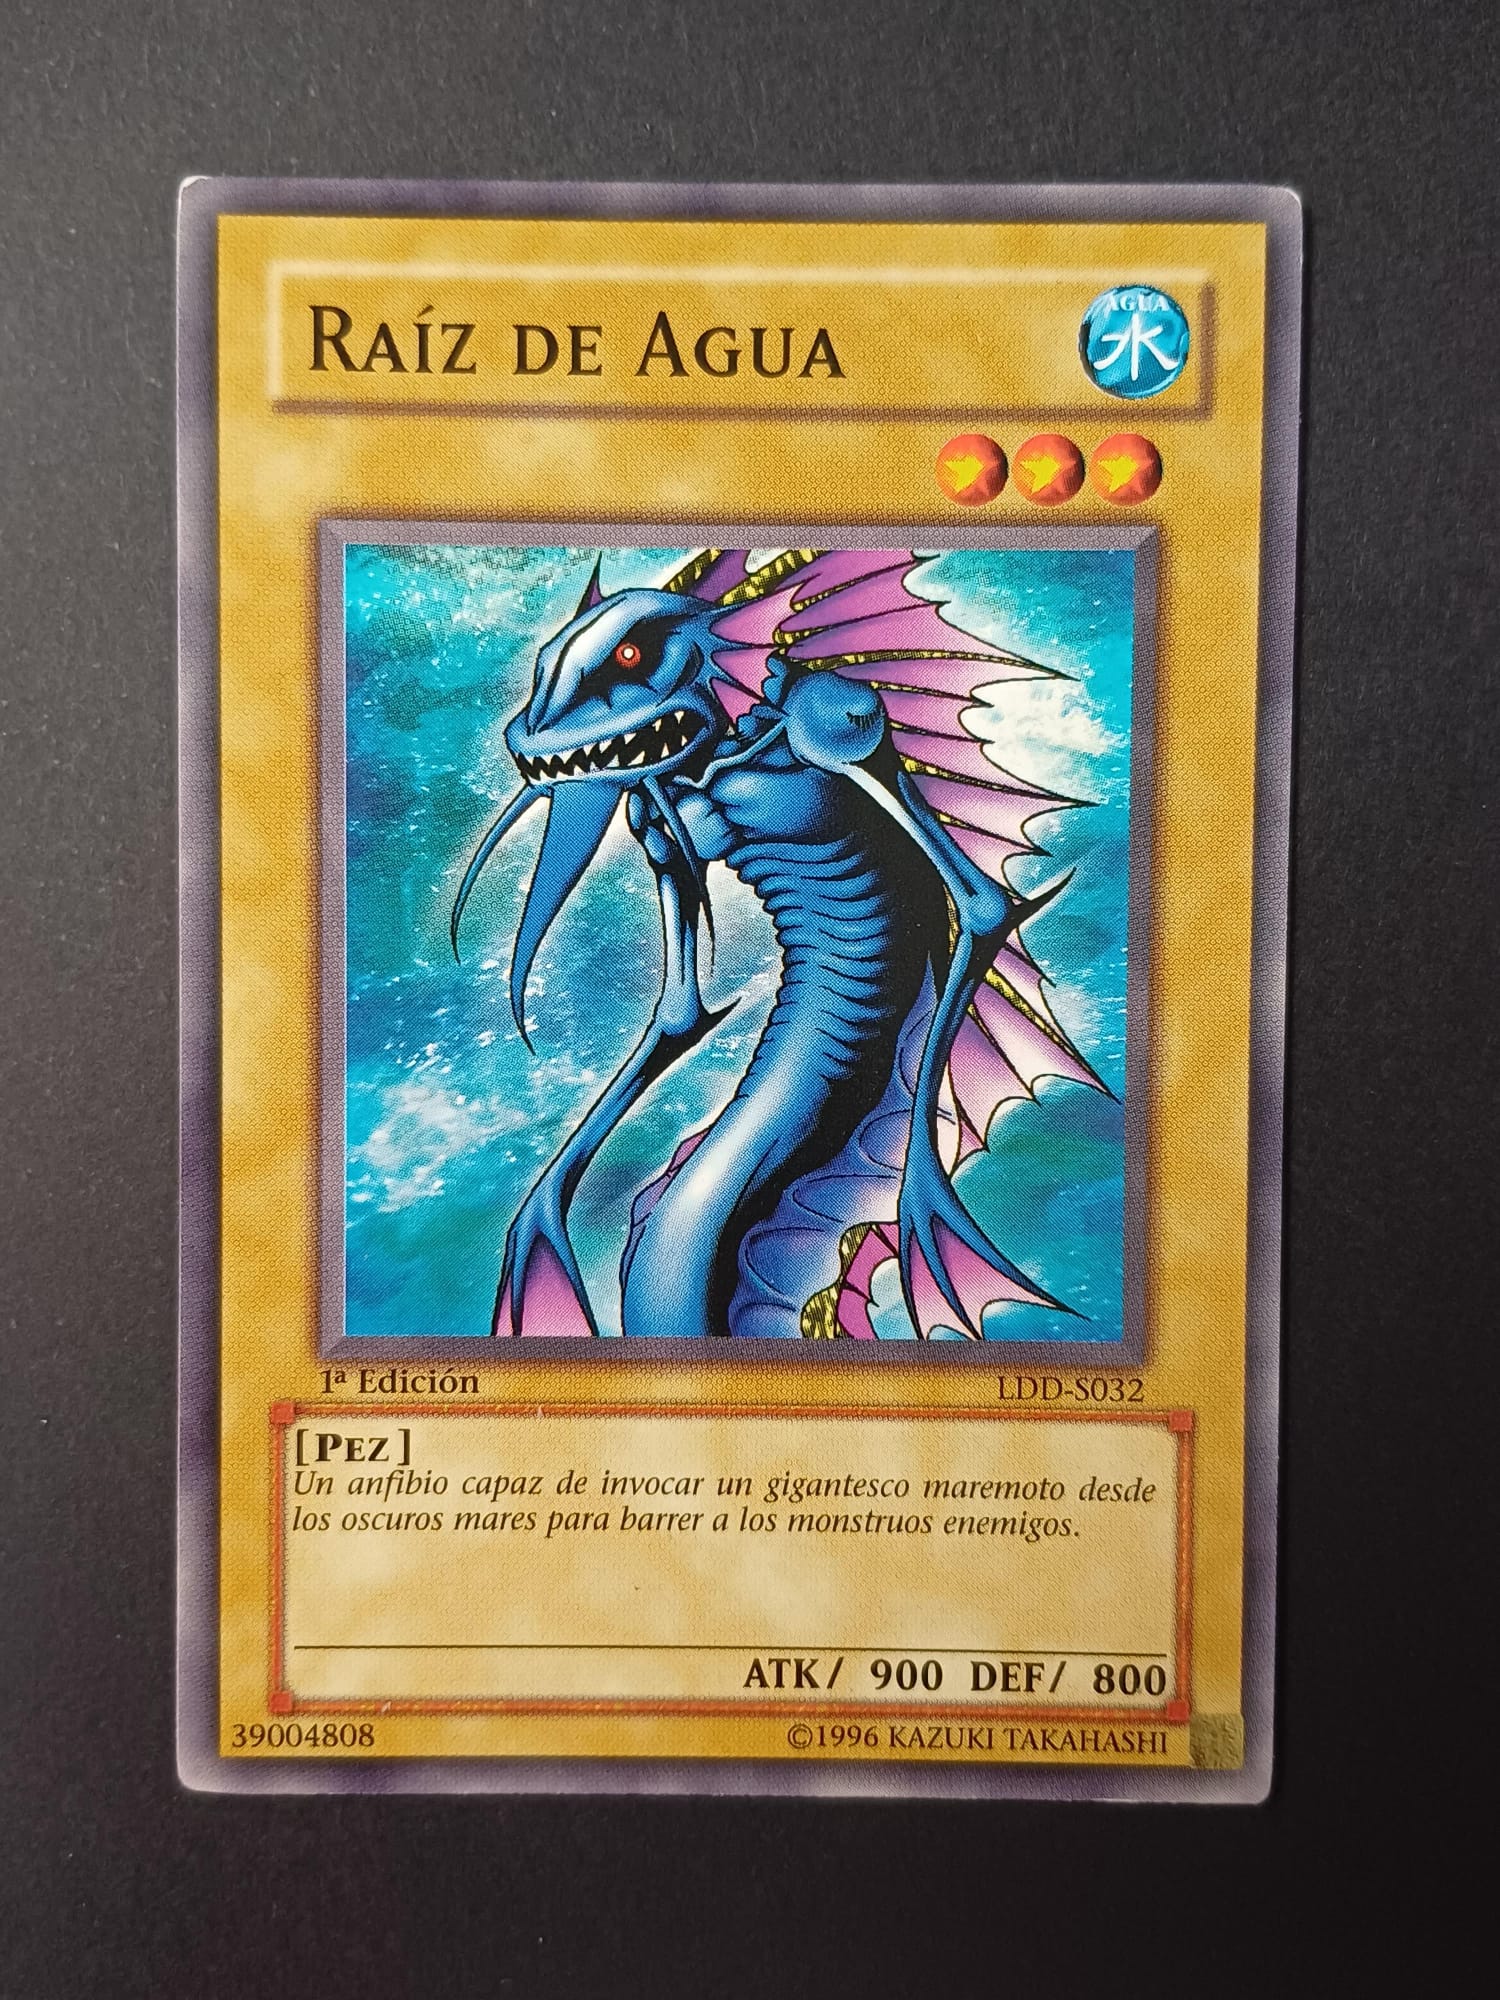 Raíz de Agua
AGUA
水
1ª Edición
LDD-S032
[Pez]
Un anfibio capaz de invocar un gigantesco maremoto desde
los oscuros mares para barrer a los monstruos enemigos.
ATK/ 900 DEF/ 800
39004808
©1996 KAZUKI TAKAHASHI